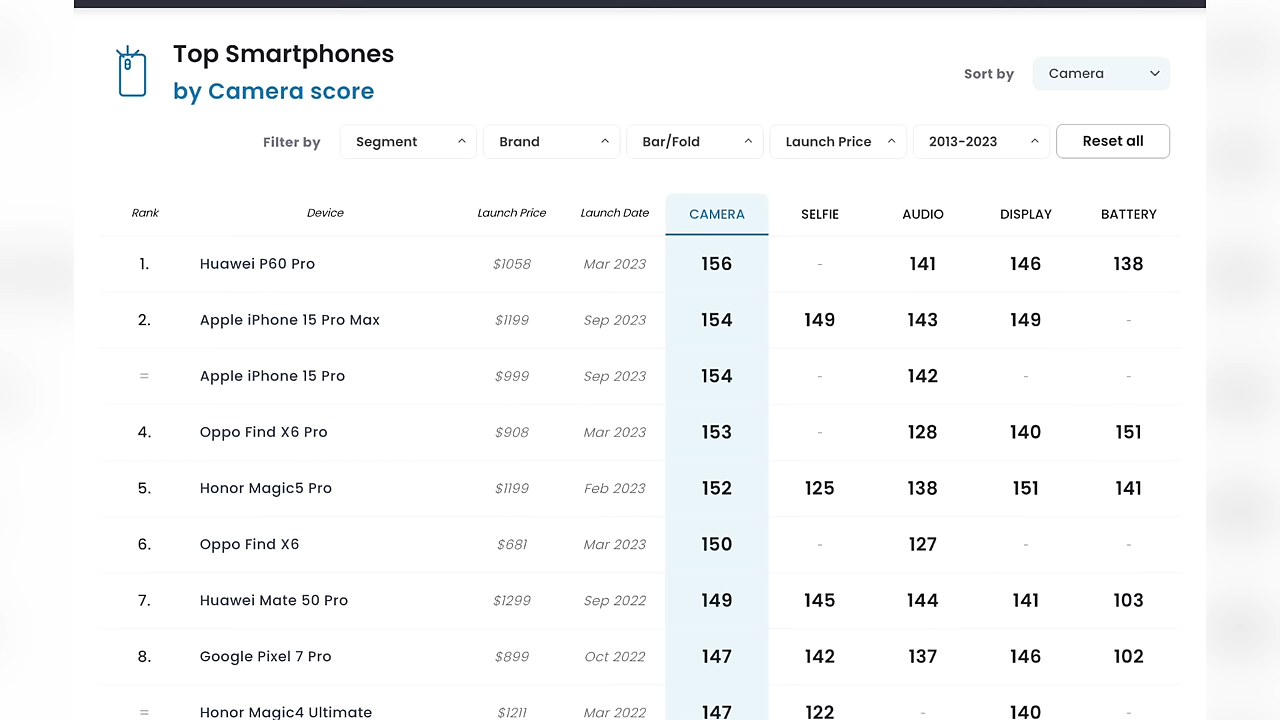 Top Smartphones
by Camera score
Sort by Camera
Filter by Segment Brand Bar/Fold Launch Price 2013-2023 Reset all
Rank Device Launch Price Launch Date CAMERA SELFIE AUDIO DISPLAY BATTERY
1. Huawei P60 Pro $1058 Mar 2023 156 - 141 146 138
2. Apple iPhone 15 Pro Max $1199 Sep 2023 154 149 143 149 -
= Apple iPhone 15 Pro $999 Sep 2023 154 - 142 - -
4. Oppo Find X6 Pro $908 Mar 2023 153 - 128 140 151
5. Honor Magic5 Pro $1199 Feb 2023 152 125 138 151 141
6. Oppo Find X6 $681 Mar 2023 150 - 127 - -
7. Huawei Mate 50 Pro $1299 Sep 2022 149 145 144 141 103
8. Google Pixel 7 Pro $899 Oct 2022 147 142 137 146 102
= Honor Magic4 Ultimate $1211 Mar 2022 147 122 - 140 -